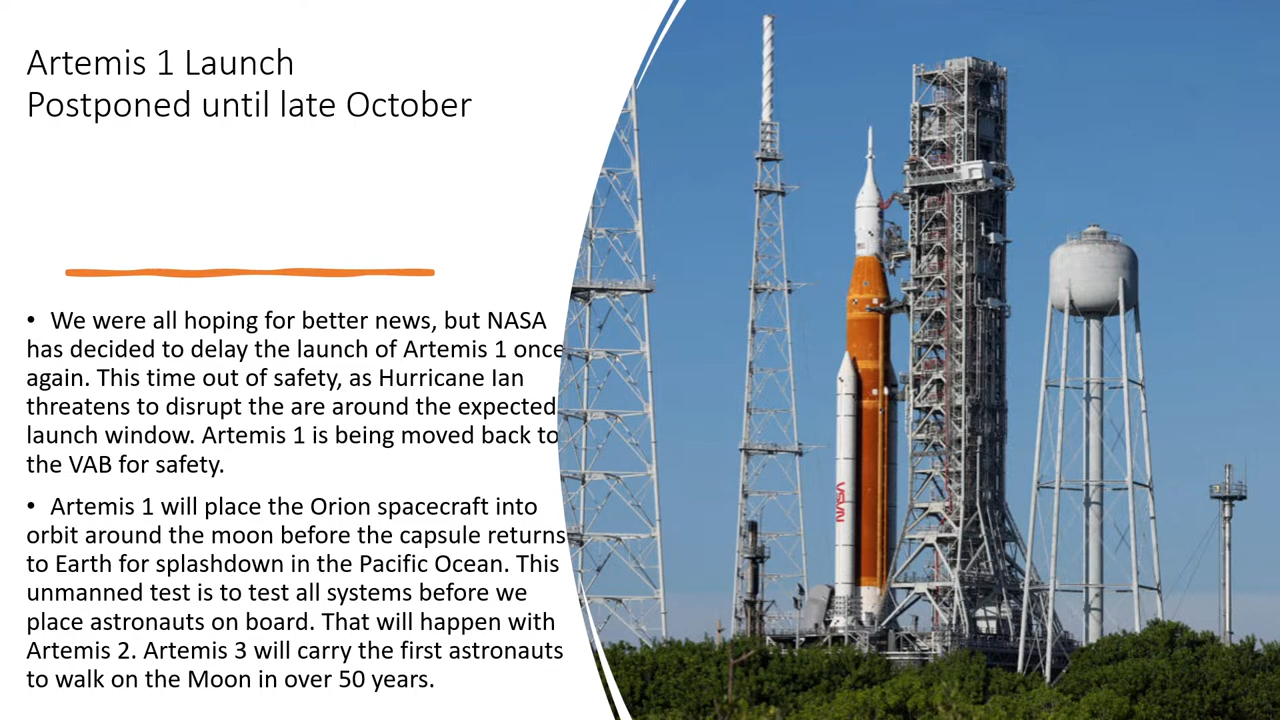 Artemis 1 Launch
Postponed until late October
• We were all hoping for better news, but NASA
has decided to delay the launch of Artemis 1 once
again. This time out of safety, as Hurricane Ian
threatens to disrupt the are around the expected
launch window. Artemis 1 is being moved back to
the VAB for safety.
• Artemis 1 will place the Orion spacecraft into
orbit around the moon before the capsule returns
to Earth for splashdown in the Pacific Ocean. This
unmanned test is to test all systems before we
place astronauts on board. That will happen with
Artemis 2. Artemis 3 will carry the first astronauts
to walk on the Moon in over 50 years.
NASA